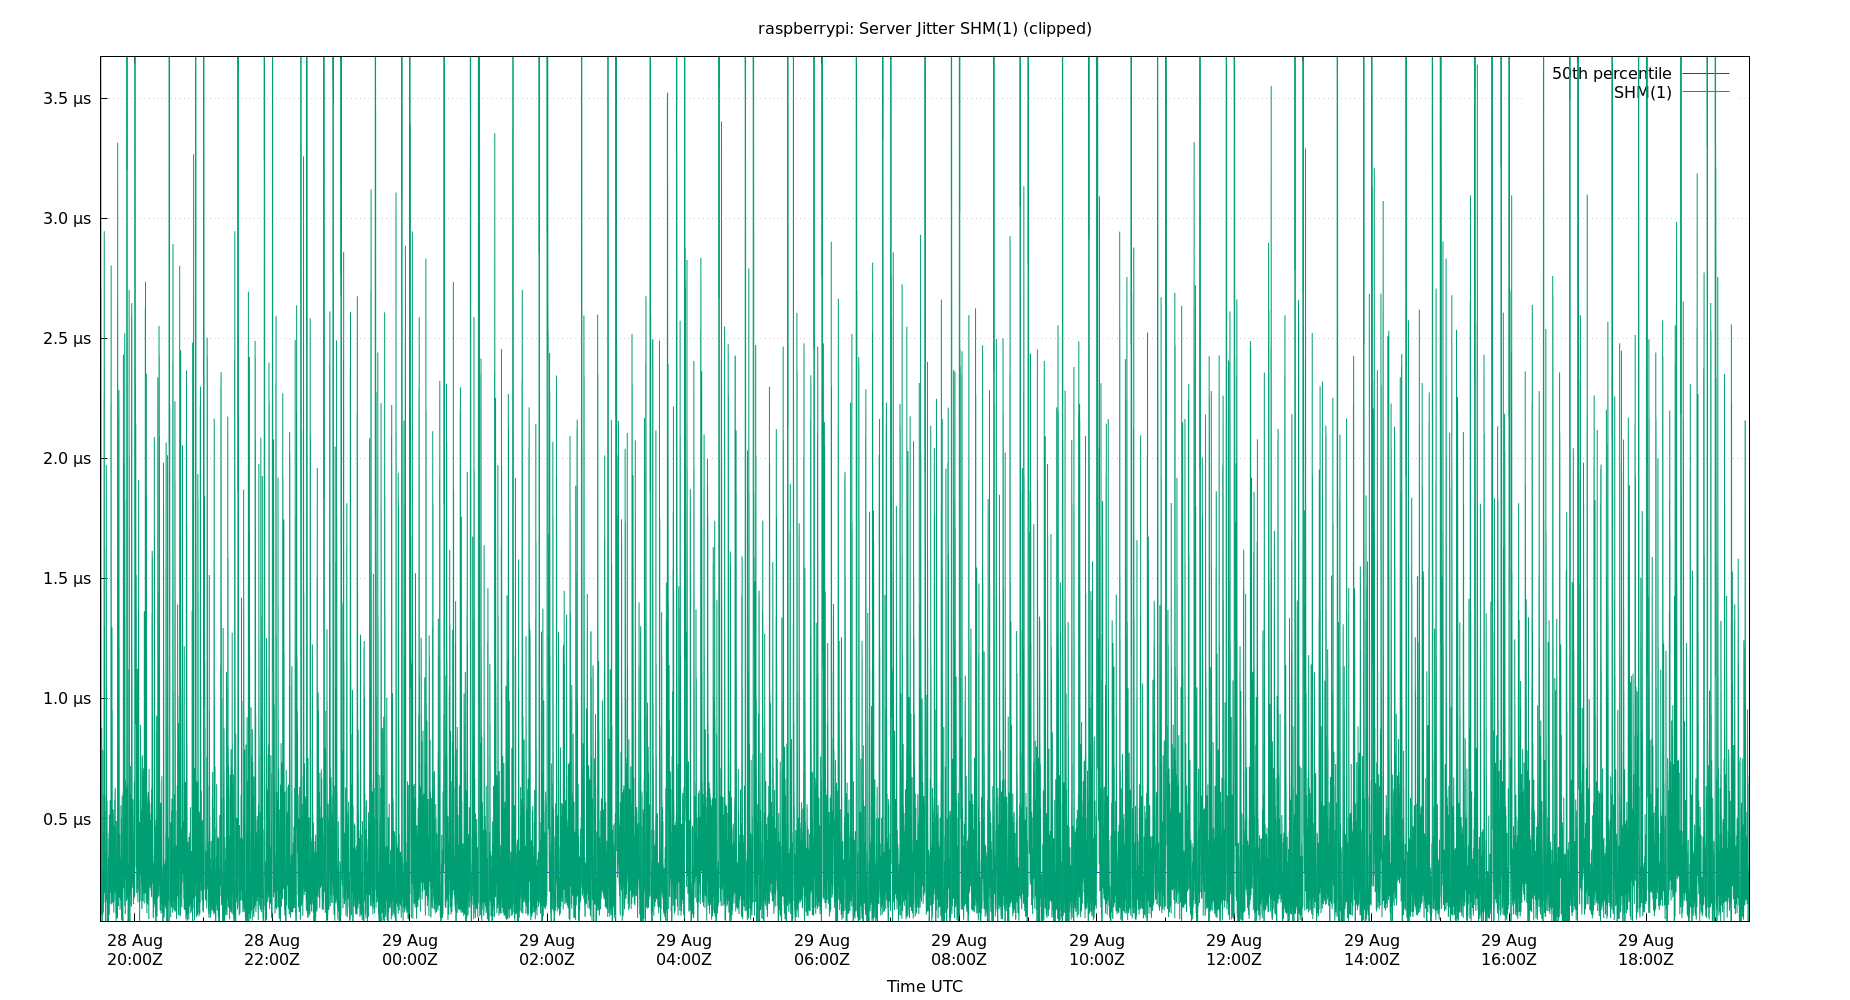 raspberrypi: Server Jitter SHM(1) (clipped)
50th percentile
SHM(1)
3.5 µs
3.0 µs
2.5 µs
2.0 µs
1.5 µs
1.0 µs
0.5 µs
28 Aug 28 Aug 29 Aug 29 Aug 29 Aug 29 Aug 29 Aug 29 Aug 29 Aug 29 Aug 29 Aug 29 Aug
20:00Z 22:00Z 00:00Z 02:00Z 04:00Z 06:00Z 08:00Z 10:00Z 12:00Z 14:00Z 16:00Z 18:00Z
Time UTC